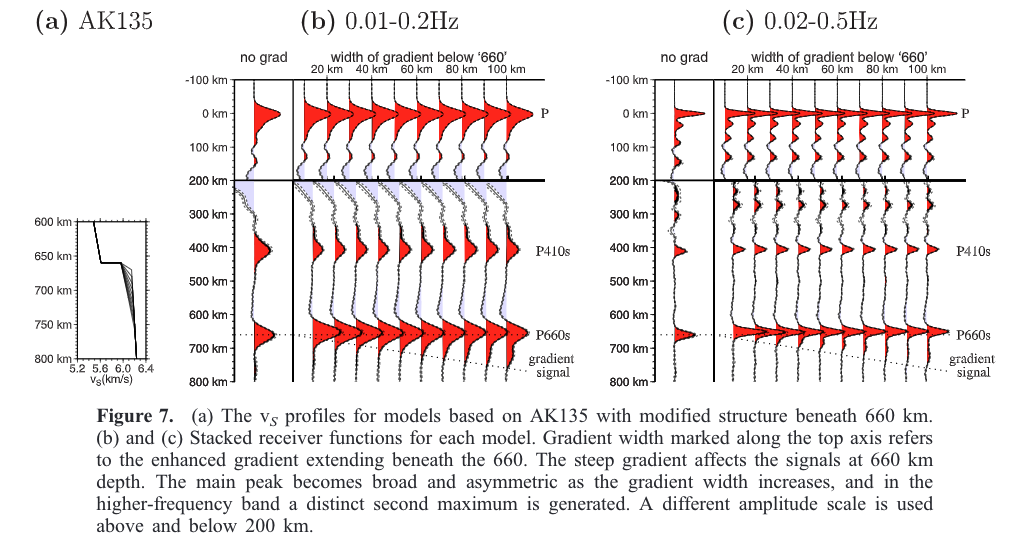 (a) AK135
(b) 0.01-0.2Hz
(c) 0.02-0.5Hz
no grad
width of gradient below ‘660’
20 km 40 km 60 km 80 km 100 km
-100 km
0 km
100 km
200 km
300 km
400 km
500 km
600 km
700 km
800 km
P
P410s
P660s
gradient
signal
no grad
width of gradient below ‘660’
20 km 40 km 60 km 80 km 100 km
-100 km
0 km
100 km
200 km
300 km
400 km
500 km
600 km
700 km
800 km
P
P410s
P660s
gradient
signal
600 km
650 km
700 km
750 km
800 km
5.2 5.6 6.0 6.4
vS(km/s)
Figure 7. (a) The vS profiles for models based on AK135 with modified structure beneath 660 km.
(b) and (c) Stacked receiver functions for each model. Gradient width marked along the top axis refers
to the enhanced gradient extending beneath the 660. The steep gradient affects the signals at 660 km
depth. The main peak becomes broad and asymmetric as the gradient width increases, and in the
higher-frequency band a distinct second maximum is generated. A different amplitude scale is used
above and below 200 km.